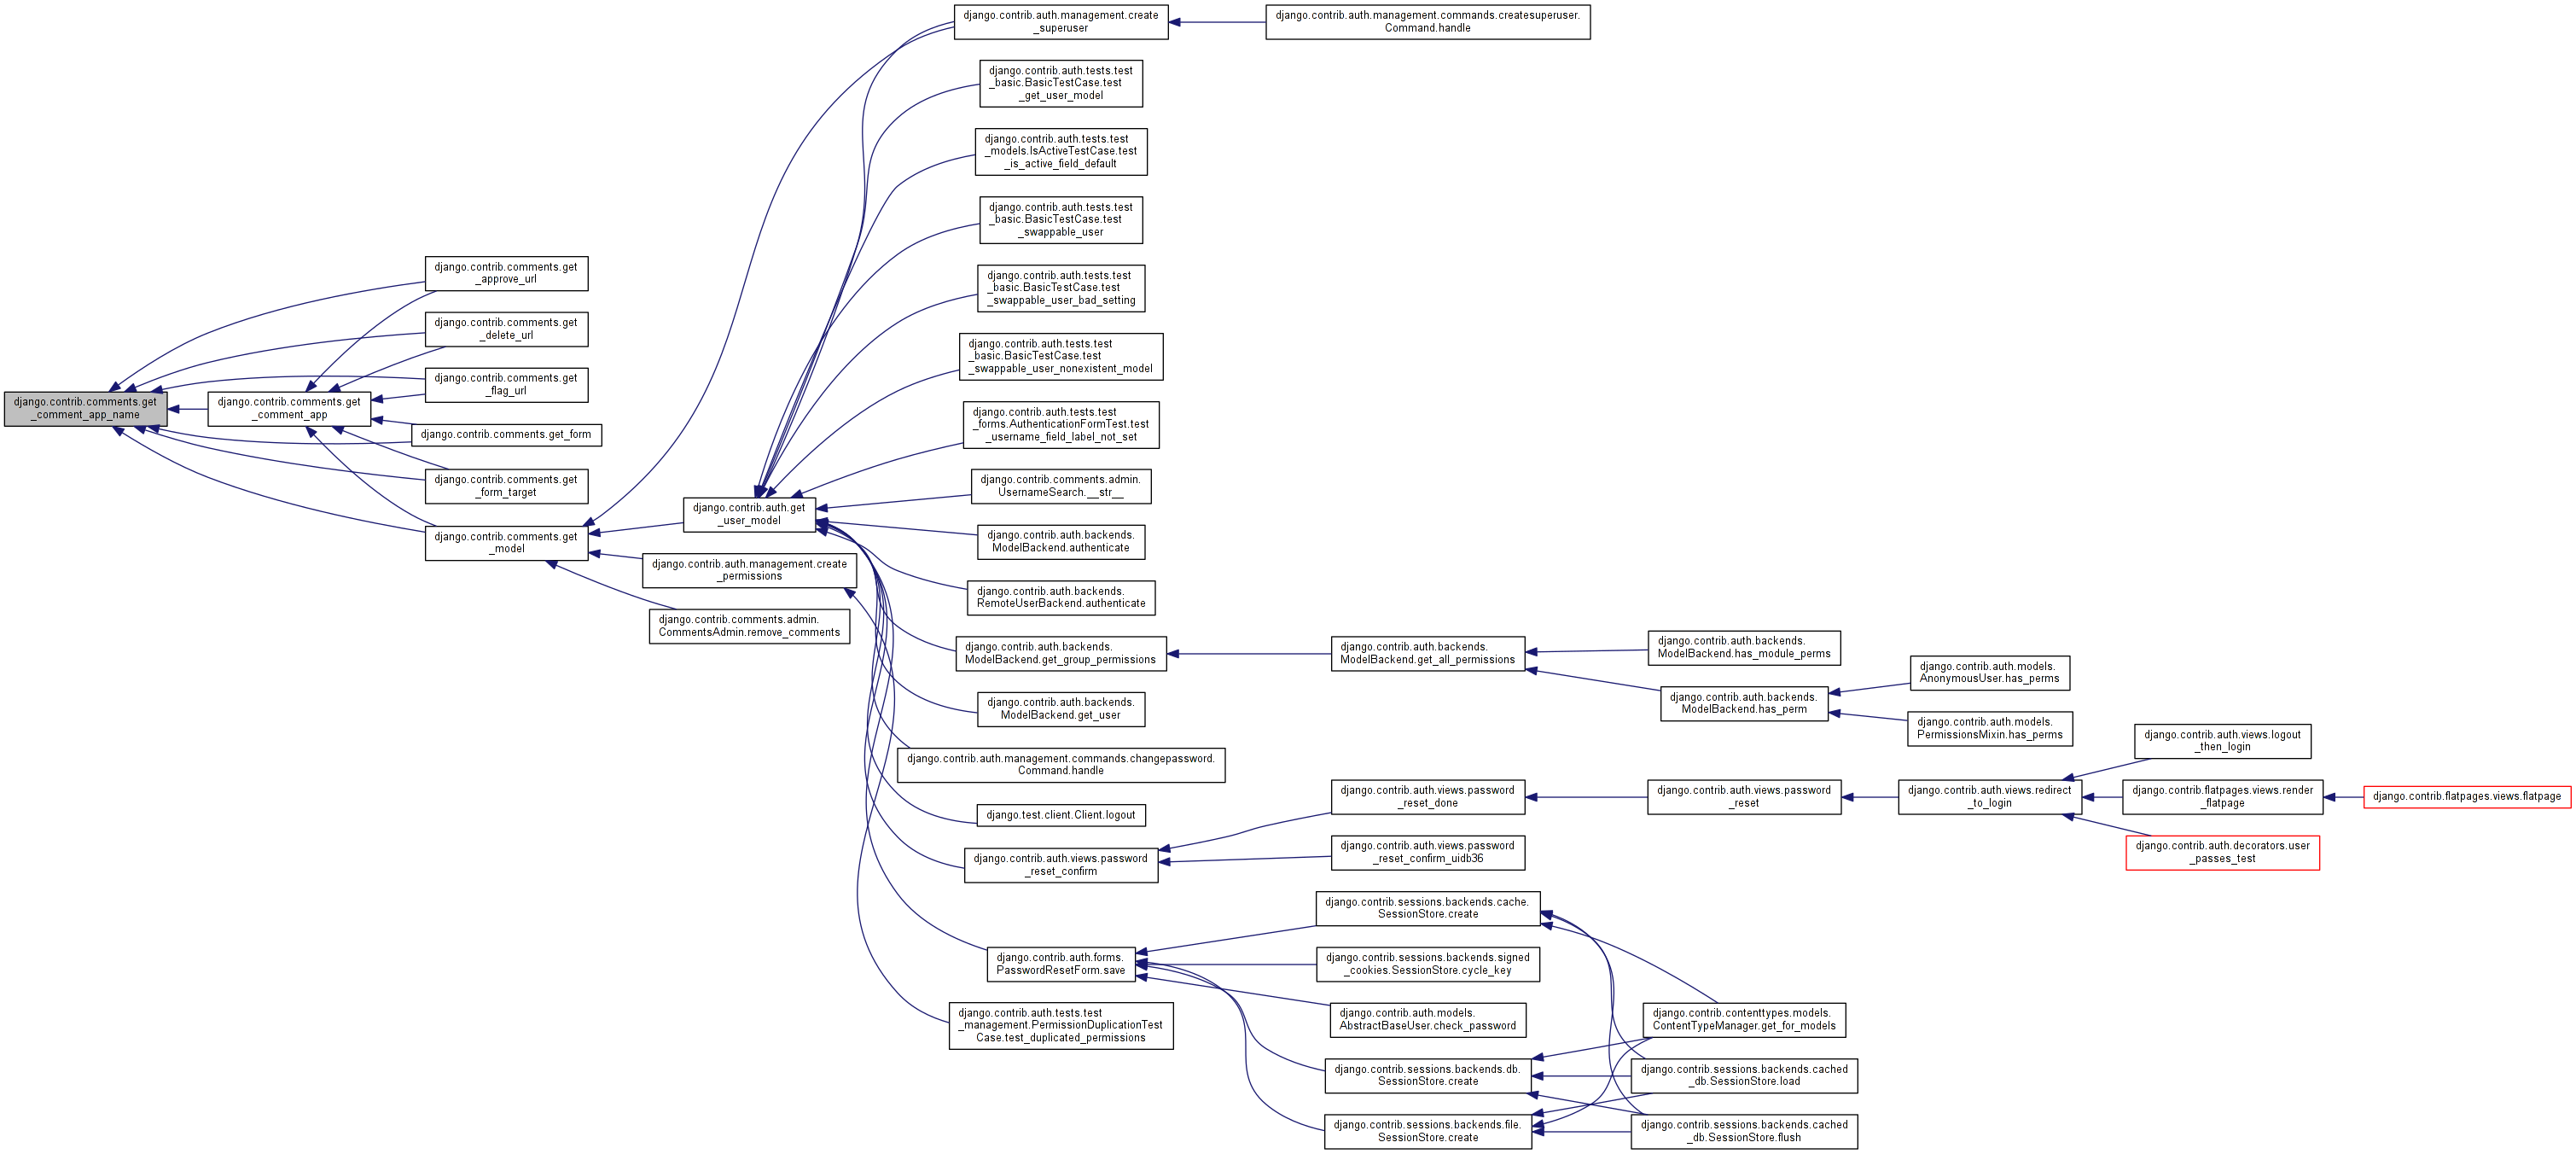 django.contrib.comments.get
_comment_app_name
django.contrib.comments.get
_comment_app
django.contrib.comments.get
_approve_url
django.contrib.comments.get
_delete_url
django.contrib.comments.get
_flag_url
django.contrib.comments.get_form
django.contrib.comments.get
_form_target
django.contrib.comments.get
_model
django.contrib.auth.get
_user_model
django.contrib.auth.management.create
_permissions
django.contrib.comments.admin.
CommentsAdmin.remove_comments
django.contrib.auth.management.create
_superuser
django.contrib.auth.management.commands.createsuperuser.
Command.handle
django.contrib.auth.tests.test
_basic.BasicTestCase.test
_get_user_model
django.contrib.auth.tests.test
_models.IsActiveTestCase.test
_is_active_field_default
django.contrib.auth.tests.test
_basic.BasicTestCase.test
_swappable_user
django.contrib.auth.tests.test
_basic.BasicTestCase.test
_swappable_user_bad_setting
django.contrib.auth.tests.test
_basic.BasicTestCase.test
_swappable_user_nonexistent_model
django.contrib.auth.tests.test
_forms.AuthenticationFormTest.test
_username_field_label_not_set
django.contrib.comments.admin.
UsernameSearch.__str__
django.contrib.auth.backends.
ModelBackend.authenticate
django.contrib.auth.backends.
RemoteUserBackend.authenticate
django.contrib.auth.backends.
ModelBackend.get_group_permissions
django.contrib.auth.backends.
ModelBackend.get_all_permissions
django.contrib.auth.backends.
ModelBackend.has_module_perms
django.contrib.auth.backends.
ModelBackend.has_perm
django.contrib.auth.models.
AnonymousUser.has_perms
django.contrib.auth.models.
PermissionsMixin.has_perms
django.contrib.auth.backends.
ModelBackend.get_user
django.contrib.auth.management.commands.changepassword.
Command.handle
django.test.client.Client.logout
django.contrib.auth.views.password
_reset_confirm
django.contrib.auth.views.password
_reset_done
django.contrib.auth.views.password
_reset_confirm_uidb36
django.contrib.auth.views.password
_reset
django.contrib.auth.views.redirect
_to_login
django.contrib.auth.views.logout
_then_login
django.contrib.flatpages.views.render
_flatpage
django.contrib.flatpages.views.flatpage
django.contrib.auth.decorators.user
_passes_test
django.contrib.auth.forms.
PasswordResetForm.save
django.contrib.sessions.backends.cache.
SessionStore.create
django.contrib.sessions.backends.signed
_cookies.SessionStore.cycle_key
django.contrib.auth.models.
AbstractBaseUser.check_password
django.contrib.sessions.backends.db.
SessionStore.create
django.contrib.sessions.backends.file.
SessionStore.create
django.contrib.contenttypes.models.
ContentTypeManager.get_for_models
django.contrib.sessions.backends.cached
_db.SessionStore.load
django.contrib.sessions.backends.cached
_db.SessionStore.flush
django.contrib.auth.tests.test
_management.PermissionDuplicationTest
Case.test_duplicated_permissions